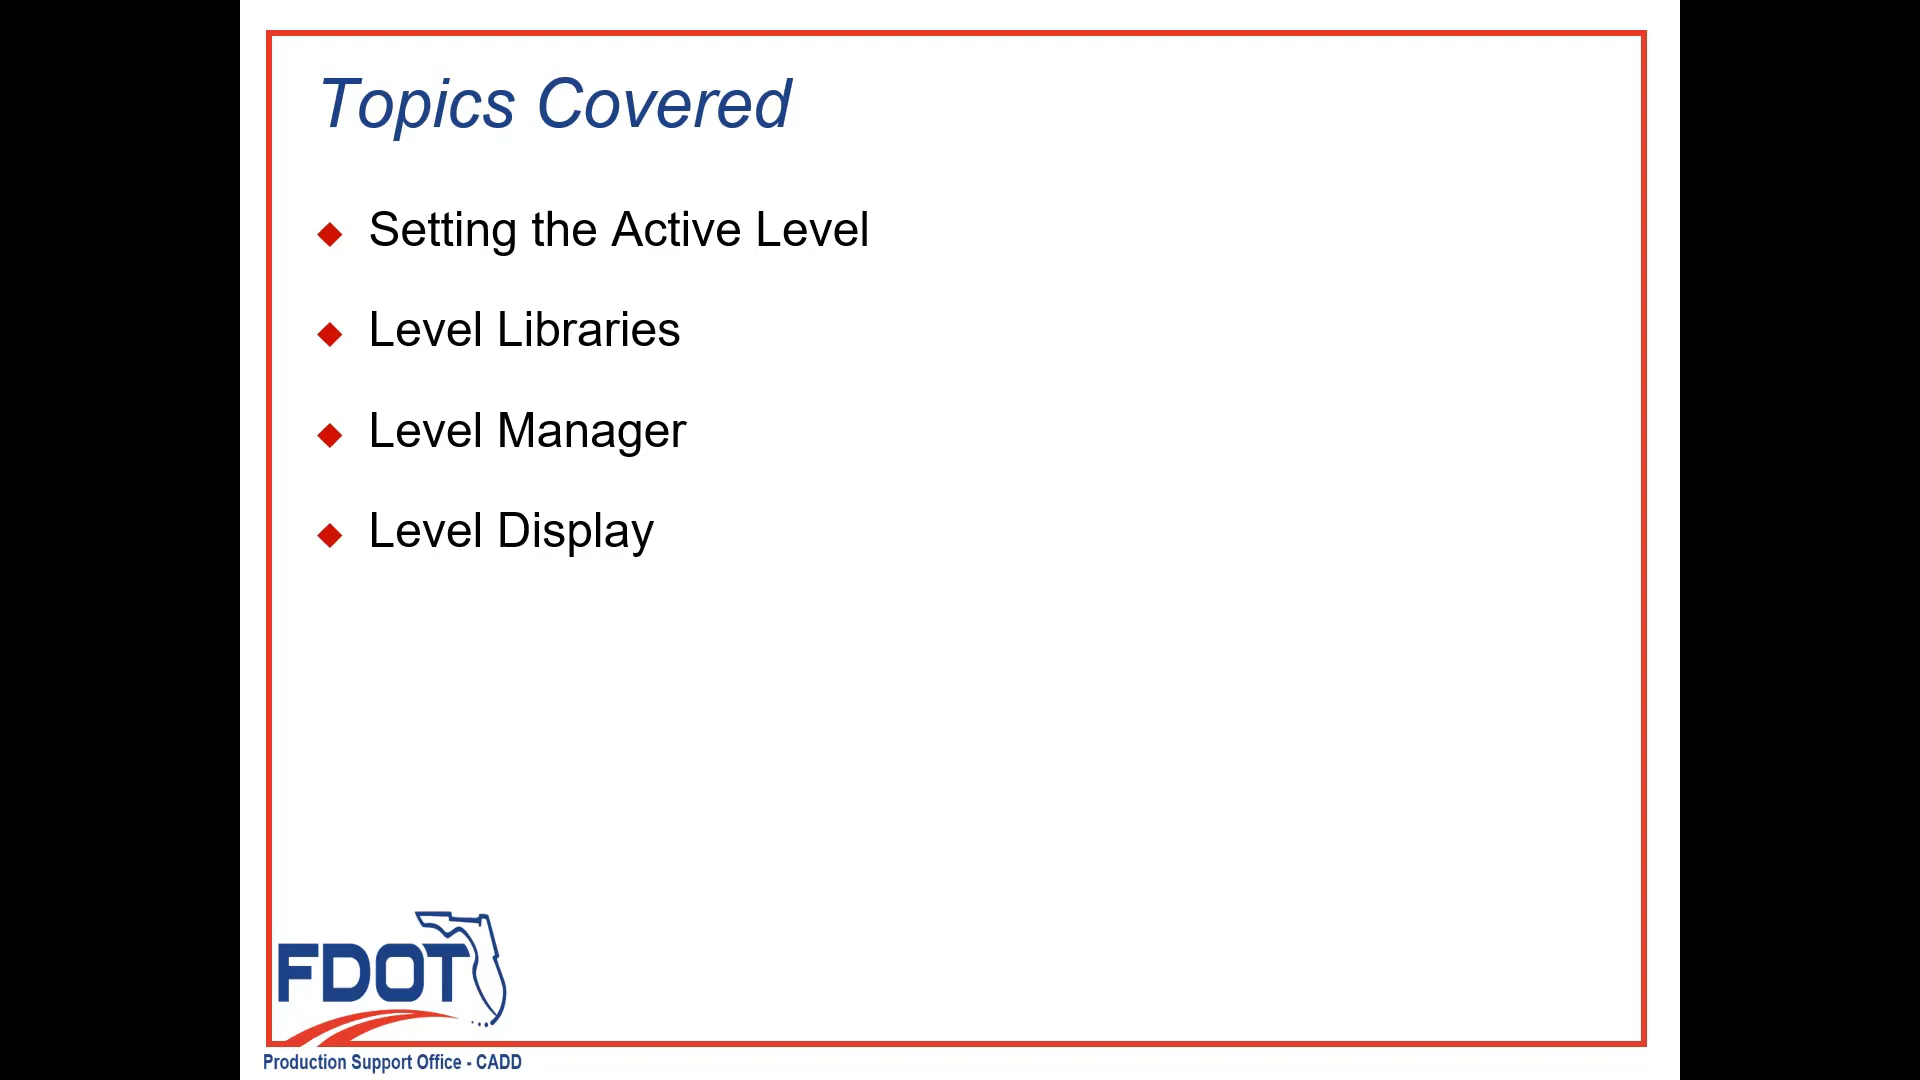 Topics Covered
Setting the Active Level
Level Libraries
Level Manager
Level Display
FDOT
Production Support Office - CADD